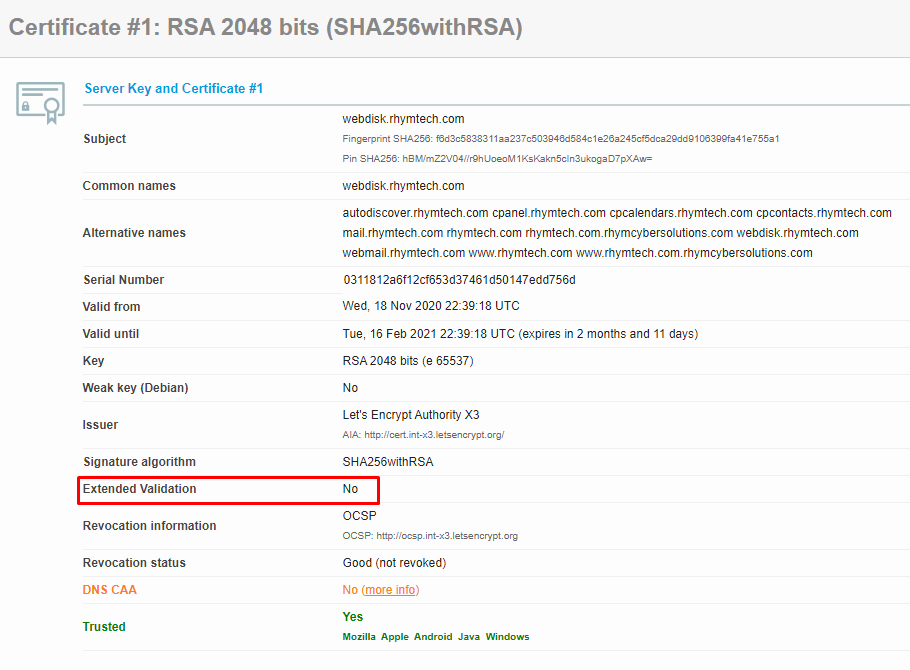 Certificate #1: RSA 2048 bits (SHA256withRSA)
Server Key and Certificate #1
Subject
webdisk.rhymtech.com
Fingerprint SHA256: f6d3c5838311aa237c503946d584c1e26a245cf5dca29dd9106399fa41e755a1
Pin SHA256: hBM/mZ2V04//r9hUoeoM1KsKakn5cIn3ukogaD7pXAw=
Common names
webdisk.rhymtech.com
Alternative names
autodiscover.rhymtech.com cpanel.rhymtech.com cpcalendars.rhymtech.com cpcontacts.rhymtech.com
mail.rhymtech.com rhymtech.com rhymtech.com.rhymcybersolutions.com webdisk.rhymtech.com
webmail.rhymtech.com www.rhymtech.com www.rhymtech.com.rhymcybersolutions.com
Serial Number
0311812a6f12cf653d37461d50147edd756d
Valid from
Wed, 18 Nov 2020 22:39:18 UTC
Valid until
Tue, 16 Feb 2021 22:39:18 UTC (expires in 2 months and 11 days)
Key
RSA 2048 bits (e 65537)
Weak key (Debian)
No
Issuer
Let's Encrypt Authority X3
AIA: http://cert.int-x3.letsencrypt.org/
Signature algorithm
SHA256withRSA
Extended Validation
No
Revocation information
OCSP
OCSP: http://ocsp.int-x3.letsencrypt.org
Revocation status
Good (not revoked)
DNS CAA
No (more info)
Trusted
Yes
Mozilla Apple Android Java Windows